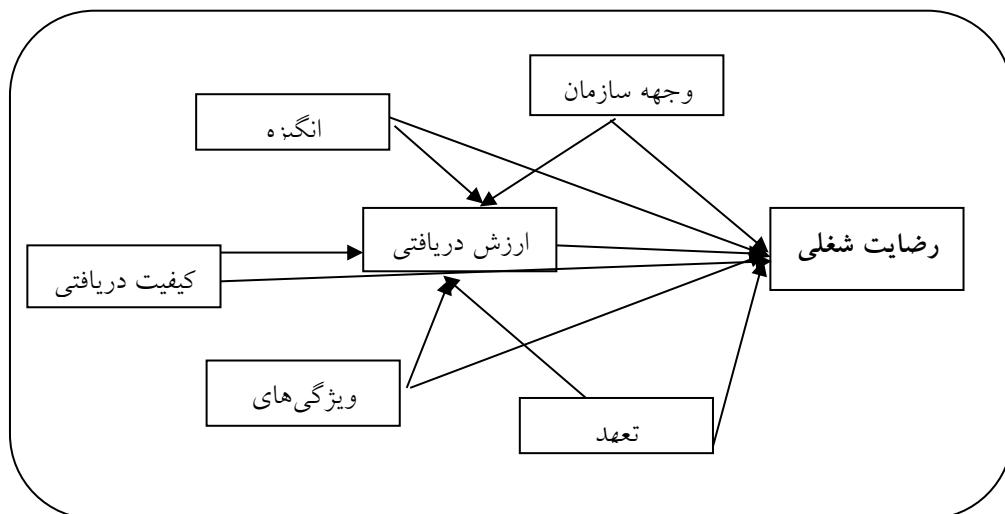 وجهه سازمان
انگیزه
ارزش دریافتی
رضایت شغلی
کیفیت دریافتی
ویژگی‌های
تعهد